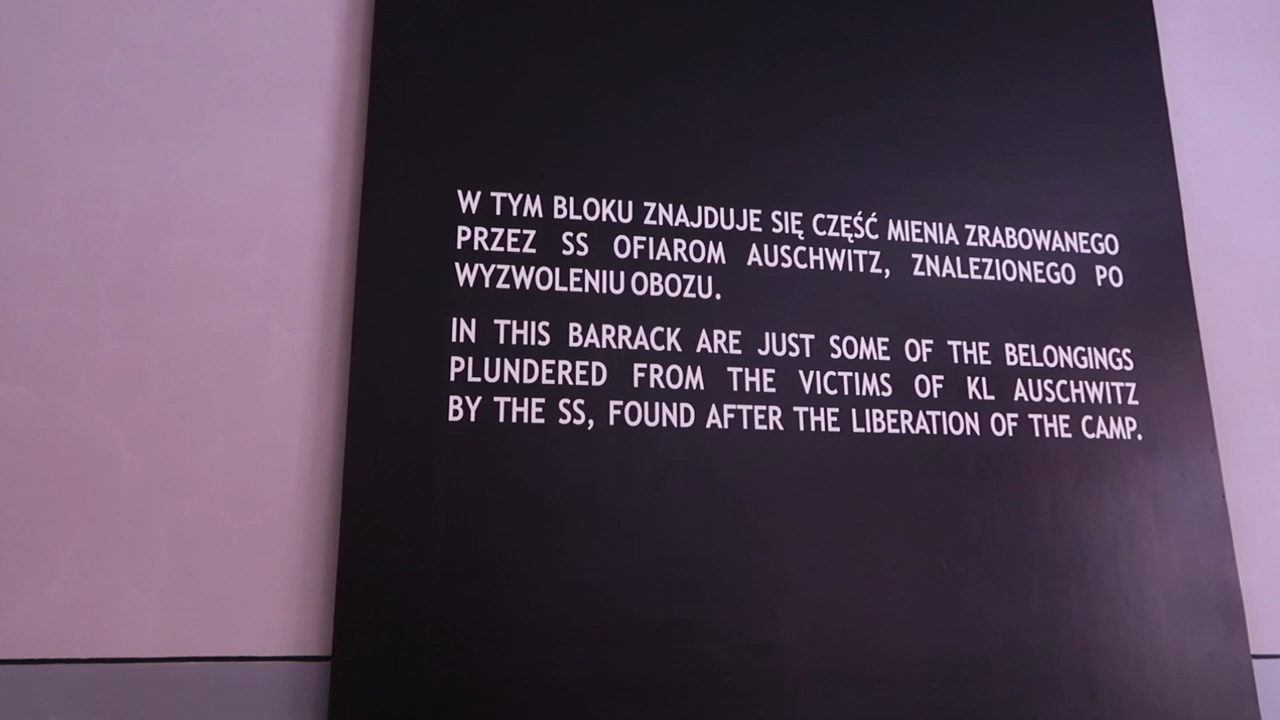 W TYM BLOKU ZNAJDUJE SIĘ CZĘŚĆ MIENIA ZRABOWANEGO
PRZEZ SS OFIAROM AUSCHWITZ, ZNALEZIONEGO PO
WYZWOLENIU OBOZU.
IN THIS BARRACK ARE JUST SOME OF THE BELONGINGS
PLUNDERED FROM THE VICTIMS OF KL AUSCHWITZ
BY THE SS, FOUND AFTER THE LIBERATION OF THE CAMP.